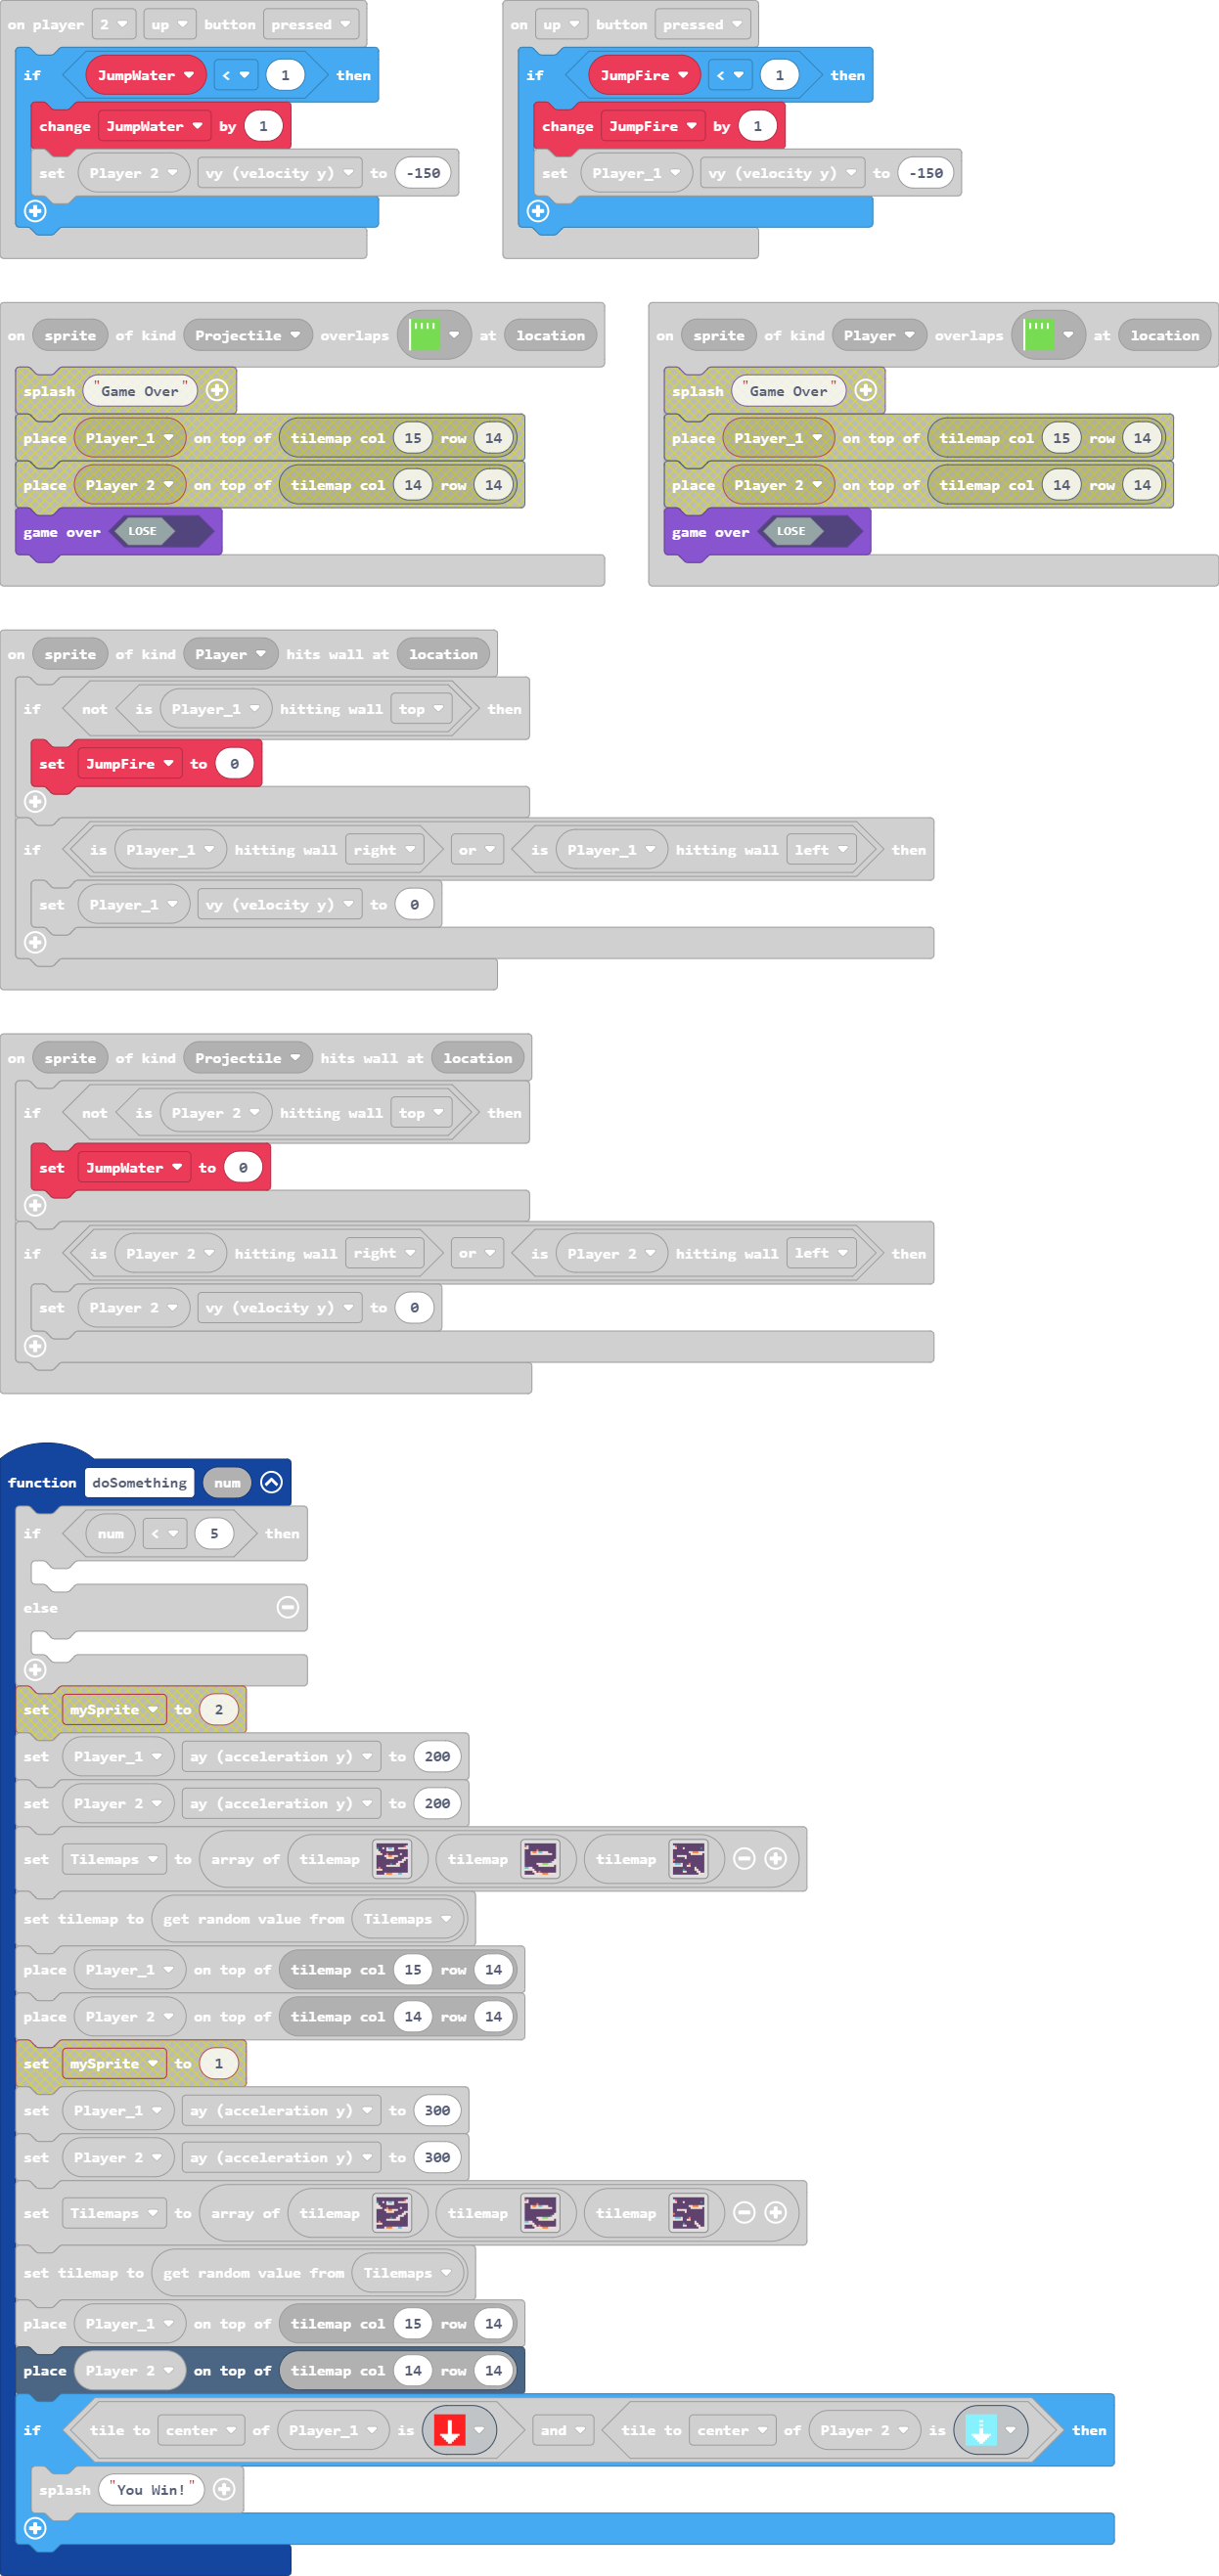 on player 2 up button pressed
if JumpWater < 1 then
change JumpWater by 1
set Player 2 vy (velocity y) to -150
on up button pressed
if JumpFire < 1 then
change JumpFire by 1
set Player_1 vy (velocity y) to -150
on sprite of kind Projectile overlaps at location
splash "Game Over"
place Player_1 on top of tilemap col 15 row 14
place Player 2 on top of tilemap col 14 row 14
game over LOSE
on sprite of kind Player overlaps at location
splash "Game Over"
place Player_1 on top of tilemap col 15 row 14
place Player 2 on top of tilemap col 14 row 14
game over LOSE
on sprite of kind Player hits wall at location
if not is Player_1 hitting wall top then
set JumpFire to 0
if is Player_1 hitting wall right or is Player_1 hitting wall left then
set Player_1 vy (velocity y) to 0
on sprite of kind Projectile hits wall at location
if not is Player 2 hitting wall top then
set JumpWater to 0
if is Player 2 hitting wall right or is Player 2 hitting wall left then
set Player 2 vy (velocity y) to 0
function doSomething num
if num < 5 then
else
set mySprite to 2
set Player_1 ay (acceleration y) to 200
set Player 2 ay (acceleration y) to 200
set Tilemaps to array of tilemap tilemap tilemap
set tilemap to get random value from Tilemaps
place Player_1 on top of tilemap col 15 row 14
place Player 2 on top of tilemap col 14 row 14
set mySprite to 1
set Player_1 ay (acceleration y) to 300
set Player 2 ay (acceleration y) to 300
set Tilemaps to array of tilemap tilemap tilemap
set tilemap to get random value from Tilemaps
place Player_1 on top of tilemap col 15 row 14
place Player 2 on top of tilemap col 14 row 14
if tile to center of Player_1 is and tile to center of Player 2 is then
splash "You Win!"